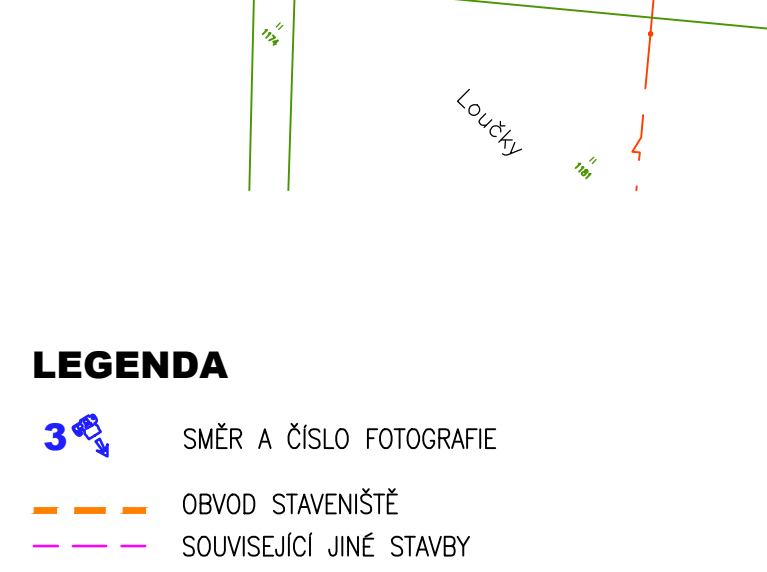 1174
Loučky
1181
LEGENDA
3 SMĚR A ČÍSLO FOTOGRAFIE
OBVOD STAVENIŠTĚ
SOUVISEJÍCÍ JINÉ STAVBY